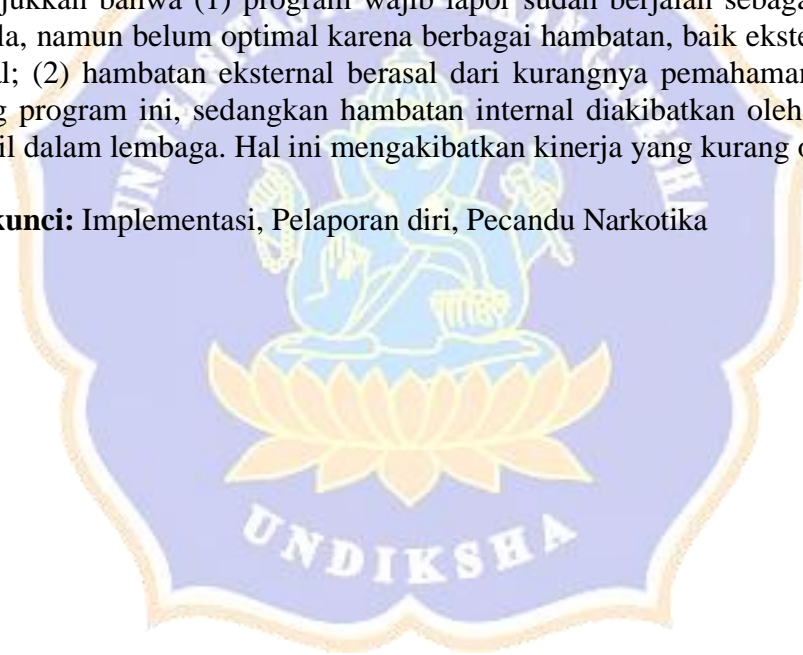 jukkan bahwa (1) program wajib lapor sudah berjalan sebaga
la, namun belum optimal karena berbagai hambatan, baik ekste
al; (2) hambatan eksternal berasal dari kurangnya pemahaman
g program ini, sedangkan hambatan internal diakibatkan oleh
il dalam lembaga. Hal ini mengakibatkan kinerja yang kurang o
kunci: Implementasi, Pelaporan diri, Pecandu Narkotika
UNDIKSHA